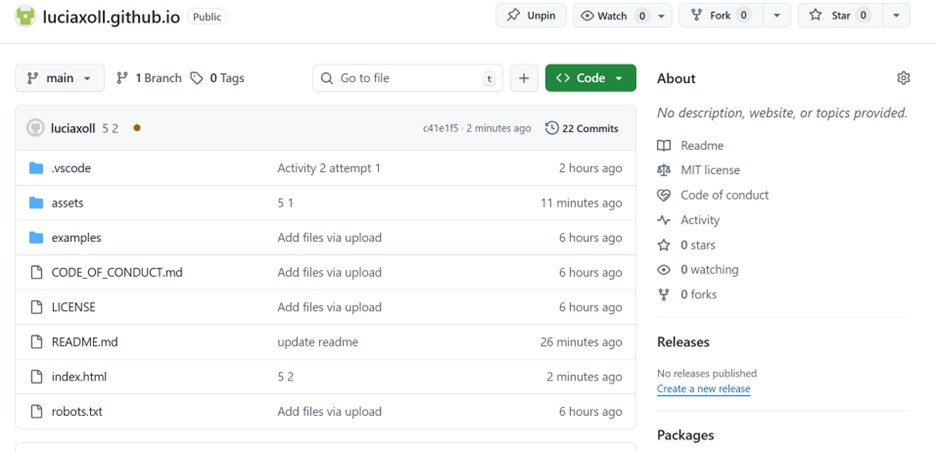 luciaxoll.github.io Public Unpin Watch 0 Fork 0 Star 0
main 1 Branch 0 Tags Go to file t + <> Code
luciaxoll 5 2 c41e1f5 · 2 minutes ago 22 Commits
.vscode Activity 2 attempt 1 2 hours ago
assets 5 1 11 minutes ago
examples Add files via upload 6 hours ago
CODE_OF_CONDUCT.md Add files via upload 6 hours ago
LICENSE Add files via upload 6 hours ago
README.md update readme 26 minutes ago
index.html 5 2 2 minutes ago
robots.txt Add files via upload 6 hours ago
About
No description, website, or topics provided.
Readme
MIT license
Code of conduct
Activity
0 stars
0 watching
0 forks
Releases
No releases published
Create a new release
Packages